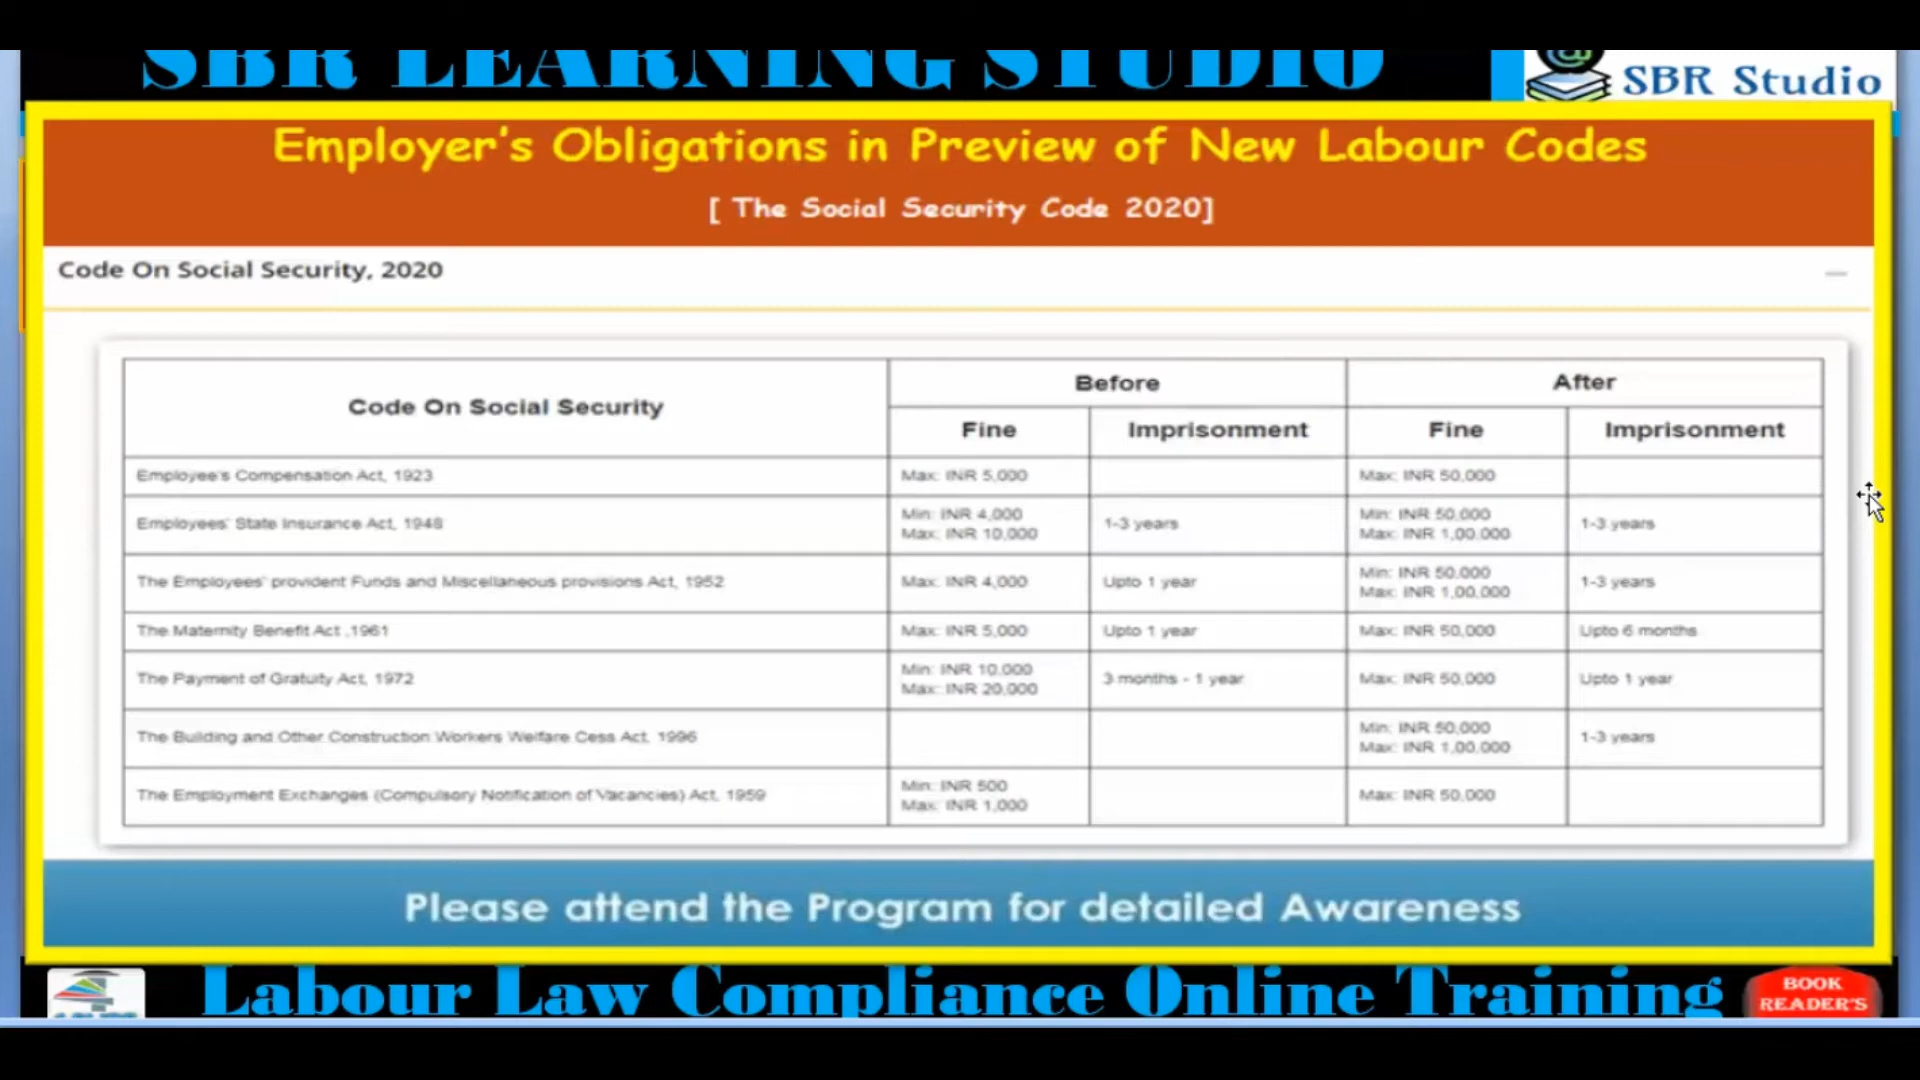 SBR LEARNING STUDIO
SBR Studio
Employer's Obligations in Preview of New Labour Codes
[ The Social Security Code 2020]
Code On Social Security, 2020
Code On Social Security
Before
After
Fine
Imprisonment
Fine
Imprisonment
Employee's Compensation Act, 1923
Max: INR 5,000
Max: INR 50,000
Employees' State Insurance Act, 1948
Min: INR 4,000
Max: INR 10,000
1-3 years
Min: INR 50,000
Max: INR 1,00,000
1-3 years
The Employees' provident Funds and Miscellaneous provisions Act, 1952
Max: INR 4,000
Upto 1 year
Min: INR 50,000
Max: INR 1,00,000
1-3 years
The Maternity Benefit Act ,1961
Max: INR 5,000
Upto 1 year
Max: INR 50,000
Upto 6 months
The Payment of Gratuity Act, 1972
Min: INR 10,000
Max: INR 20,000
3 months - 1 year
Max: INR 50,000
Upto 1 year
The Building and Other Construction Workers Welfare Cess Act, 1996
Min: INR 50,000
Max: INR 1,00,000
1-3 years
The Employment Exchanges (Compulsory Notification of Vacancies) Act, 1959
Min: INR 500
Max: INR 1,000
Max: INR 50,000
Please attend the Program for detailed Awareness
Labour Law Compliance Online Training
BOOK
READER'S